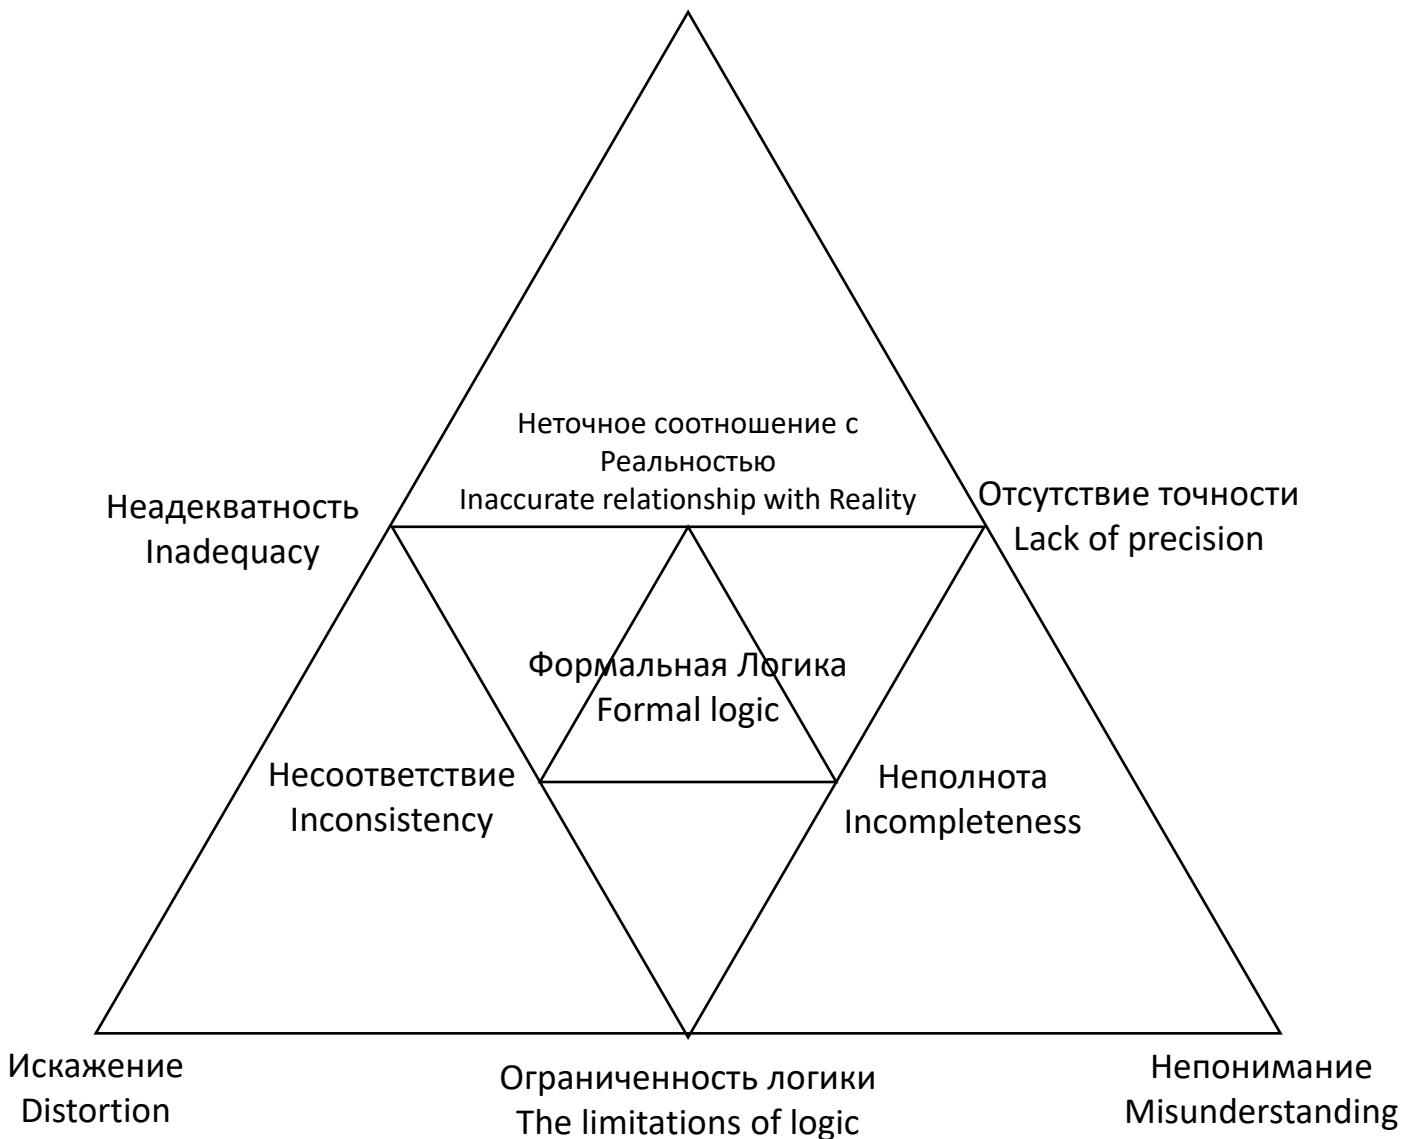 Неточное соотношение с
Реальностью
Inaccurate relationship with Reality
Неадекватность
Inadequacy
Отсутствие точности
Lack of precision
Формальная Логика
Formal logic
Несоответствие
Inconsistency
Неполнота
Incompleteness
Искажение
Distortion
Ограниченность логики
The limitations of logic
Непонимание
Misunderstanding